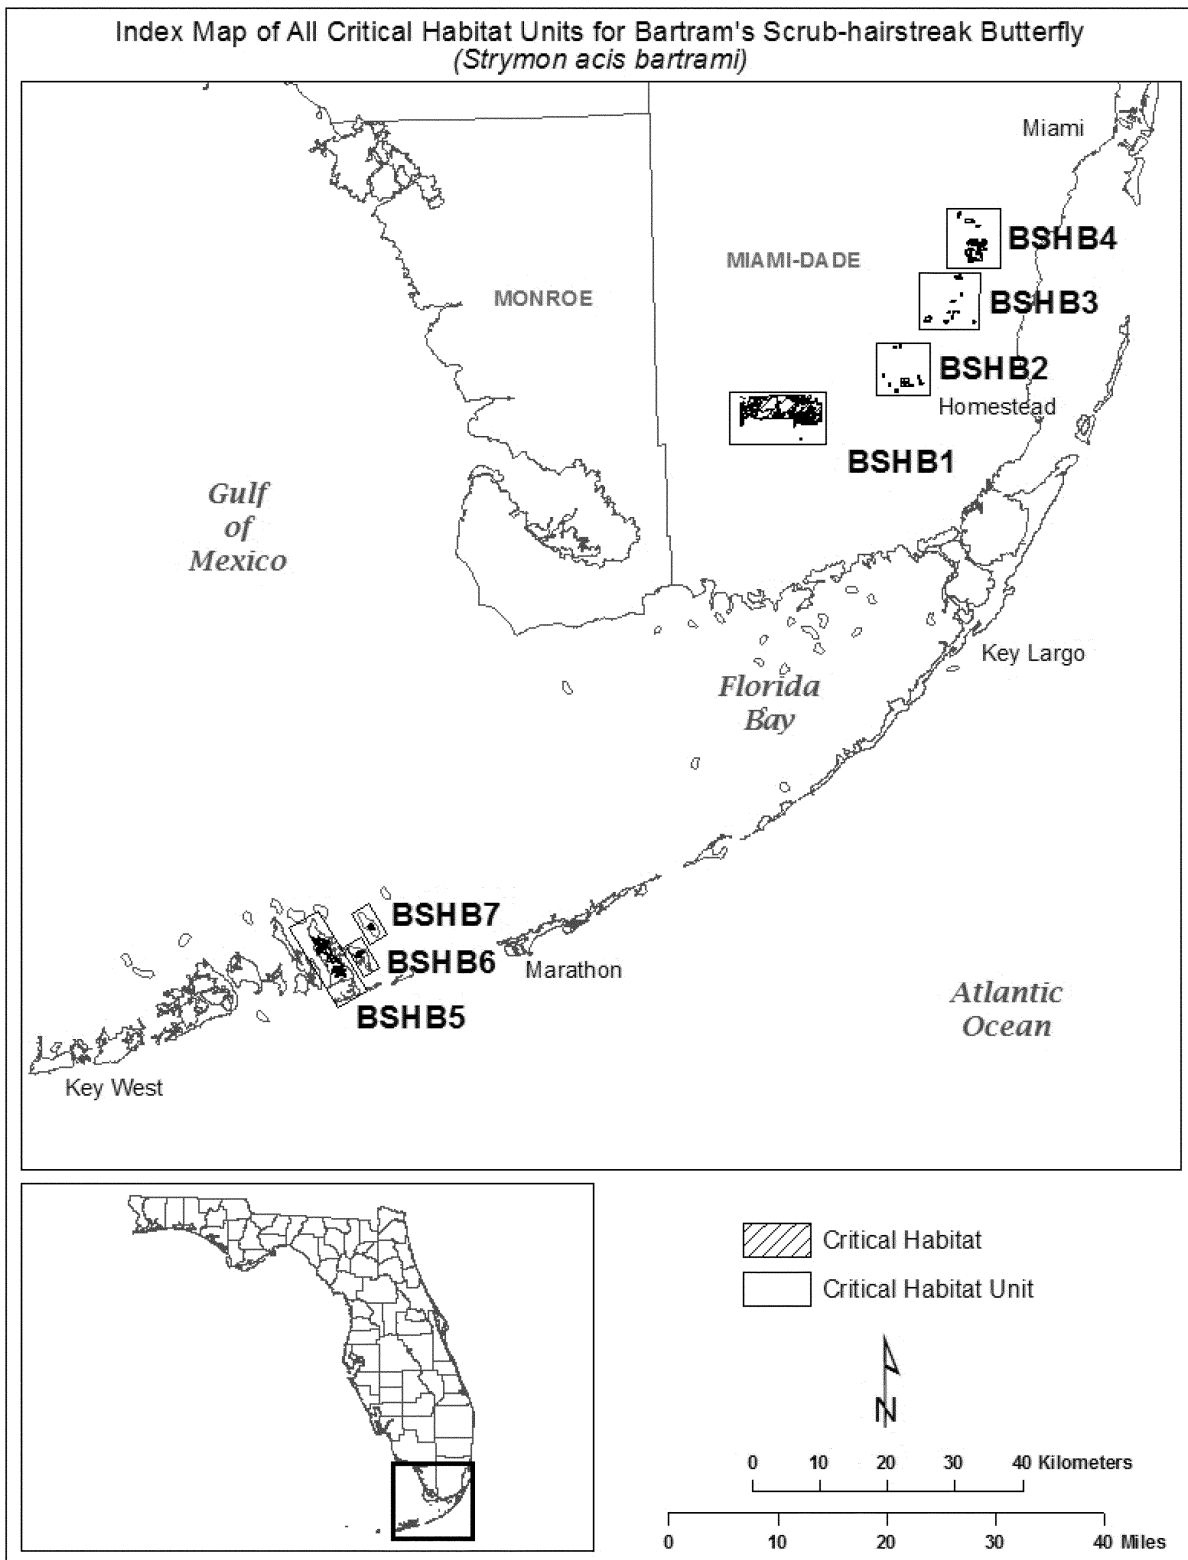 Index Map of All Critical Habitat Units for Bartram's Scrub-hairstreak Butterfly
(Strymon acis bartrami)
Miami
BSHB4
MIAMI-DADE
MONROE
BSHB3
BSHB2
Homestead
BSHB1
Gulf
of
Mexico
Key Largo
Florida
Bay
BSHB7
BSHB6
Marathon
BSHB5
Atlantic
Ocean
Key West
Critical Habitat
Critical Habitat Unit
N
0 10 20 30 40 Kilometers
0 10 20 30 40 Miles